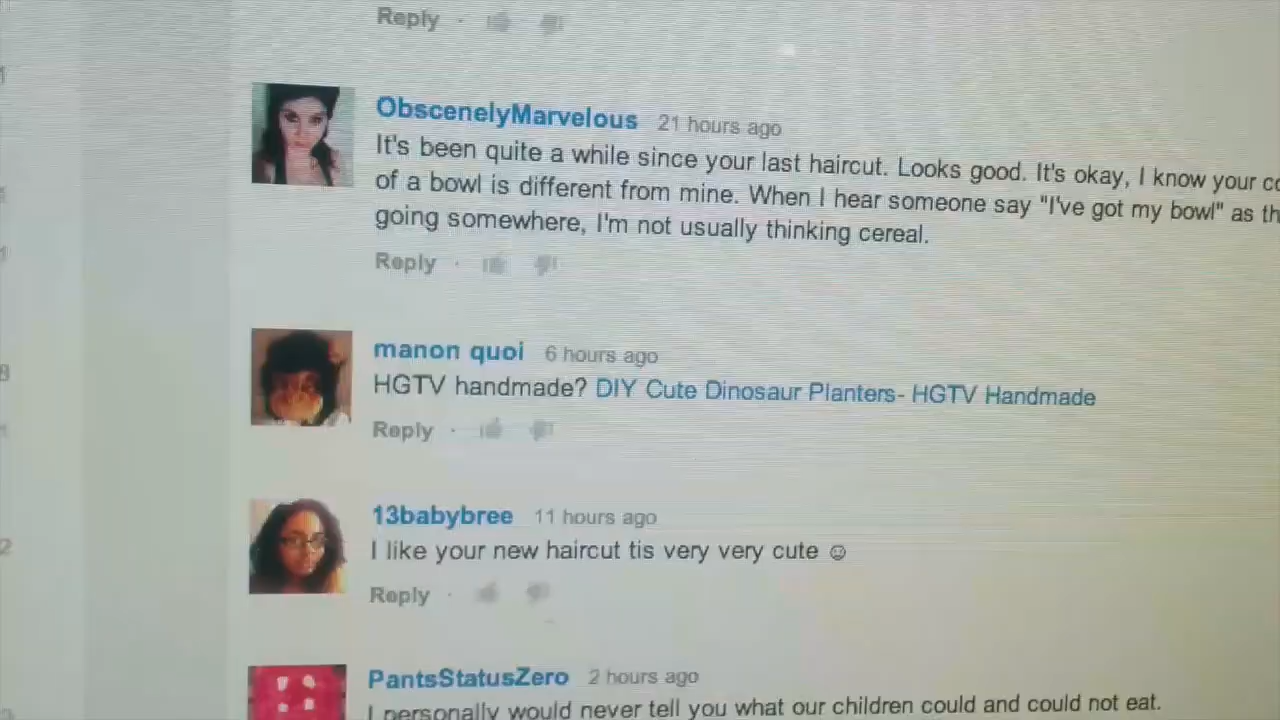 Reply ·
ObscenelyMarvelous 21 hours ago
It's been quite a while since your last haircut. Looks good. It's okay, I know your
of a bowl is different from mine. When I hear someone say "I've got my bowl" as
going somewhere, I'm not usually thinking cereal.
Reply ·
manon quoi 6 hours ago
HGTV handmade? DIY Cute Dinosaur Planters- HGTV Handmade
Reply ·
13babybree 11 hours ago
I like your new haircut tis very very cute ☺
Reply ·
PantsStatusZero 2 hours ago
I personally would never tell you what our children could and could not eat.